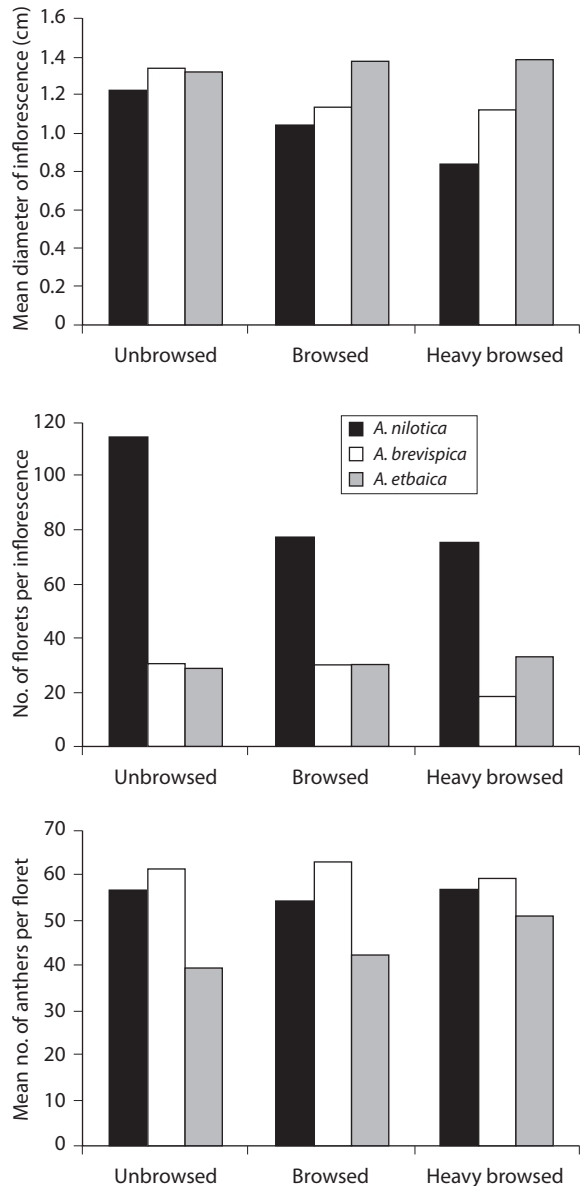 Mean diameter of inflorescence (cm)
1.6
1.4
1.2
1.0
0.8
0.6
0.4
0.2
0
Unbrowsed
Browsed
Heavy browsed
No. of florets per inflorescence
120
100
80
60
40
20
0
A. nilotica
A. brevispica
A. etbaica
Unbrowsed
Browsed
Heavy browsed
Mean no. of anthers per floret
70
60
50
40
30
20
10
0
Unbrowsed
Browsed
Heavy browsed